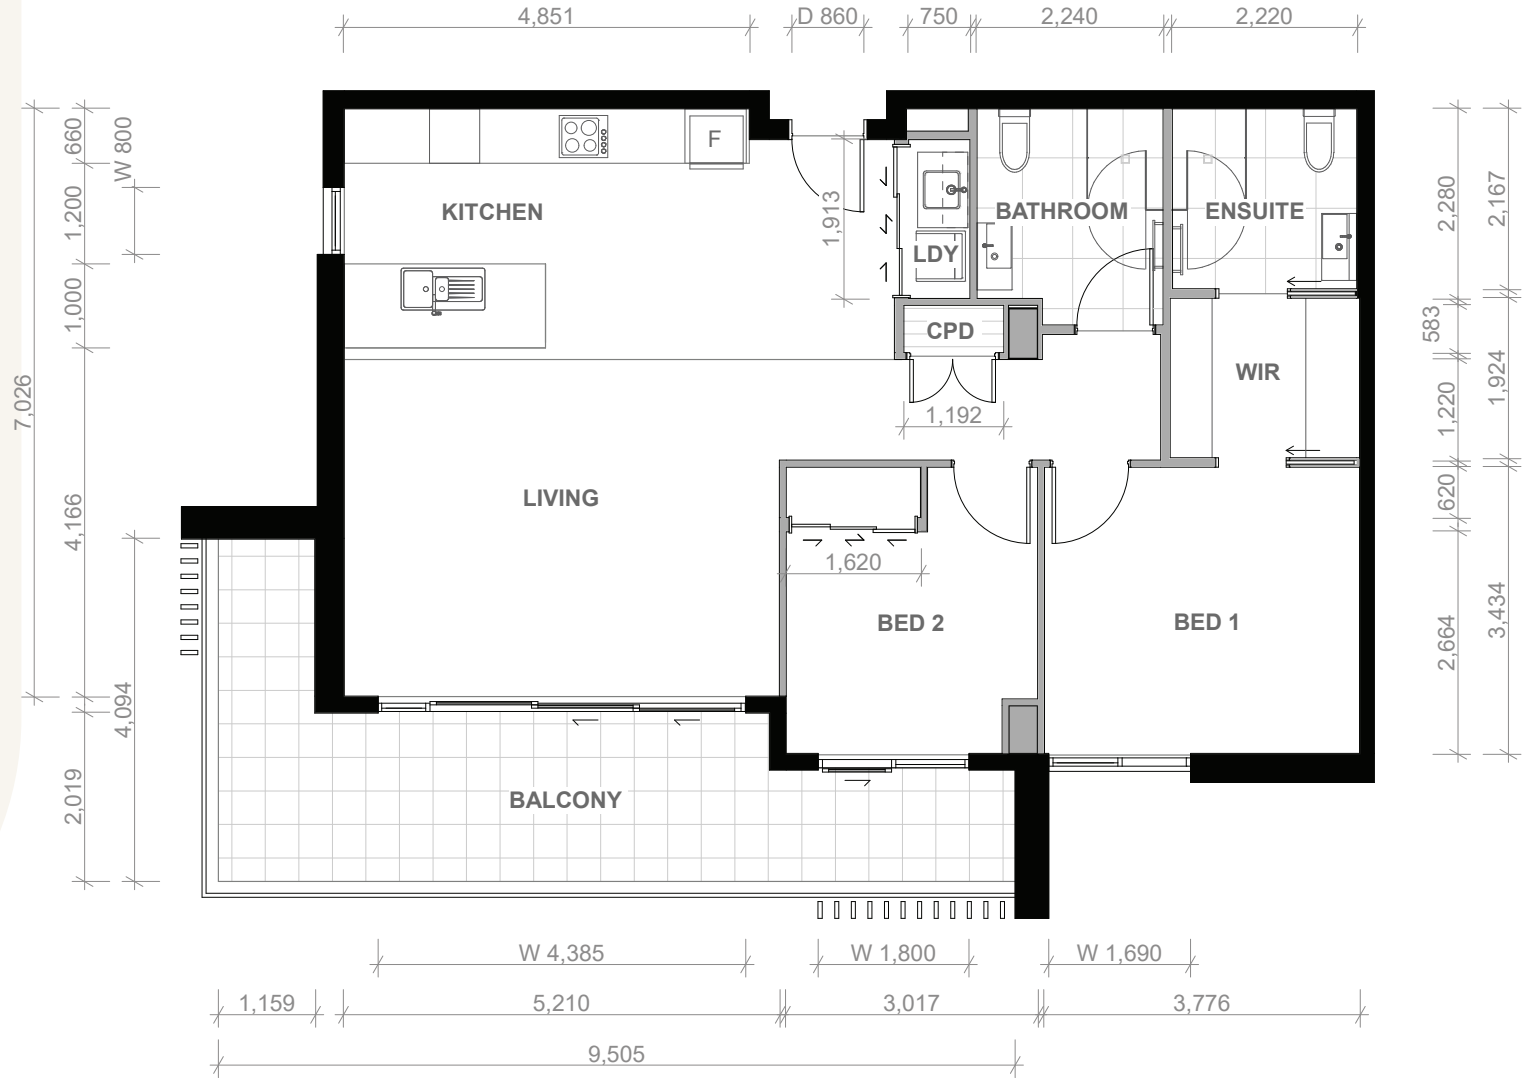 4,851
D 860
750
2,240
2,220
660
W 800
1,200
1,000
7,026
4,166
4,094
2,019
F
KITCHEN
1,913
LDY
BATHROOM
ENSUITE
CPD
WIR
1,192
LIVING
1,620
BED 2
BED 1
BALCONY
2,280
2,167
583
1,924
1,220
620
3,434
2,664
W 4,385
W 1,800
W 1,690
1,159
5,210
3,017
3,776
9,505